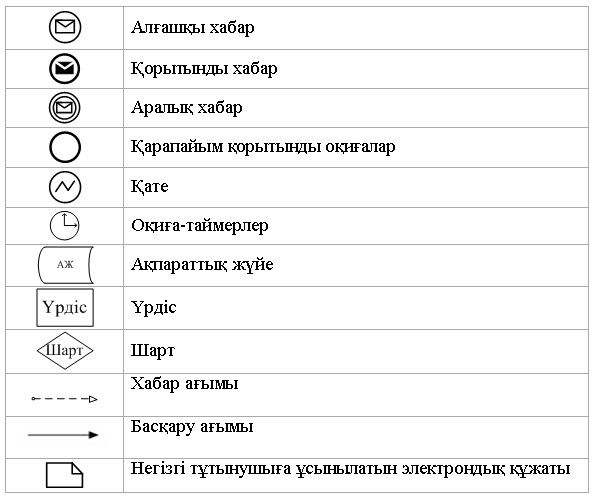 Алғашқы хабар
Қорытынды хабар
Аралық хабар
Қарапайым қорытынды оқиғалар
Қате
Оқиға-таймерлер
АЖ Ақпараттық жүйе
Үрдіс Үрдіс
Шарт Шарт
Хабар ағымы
Басқару ағымы
Негізгі тұтынушыға ұсынылатын электрондық құжаты